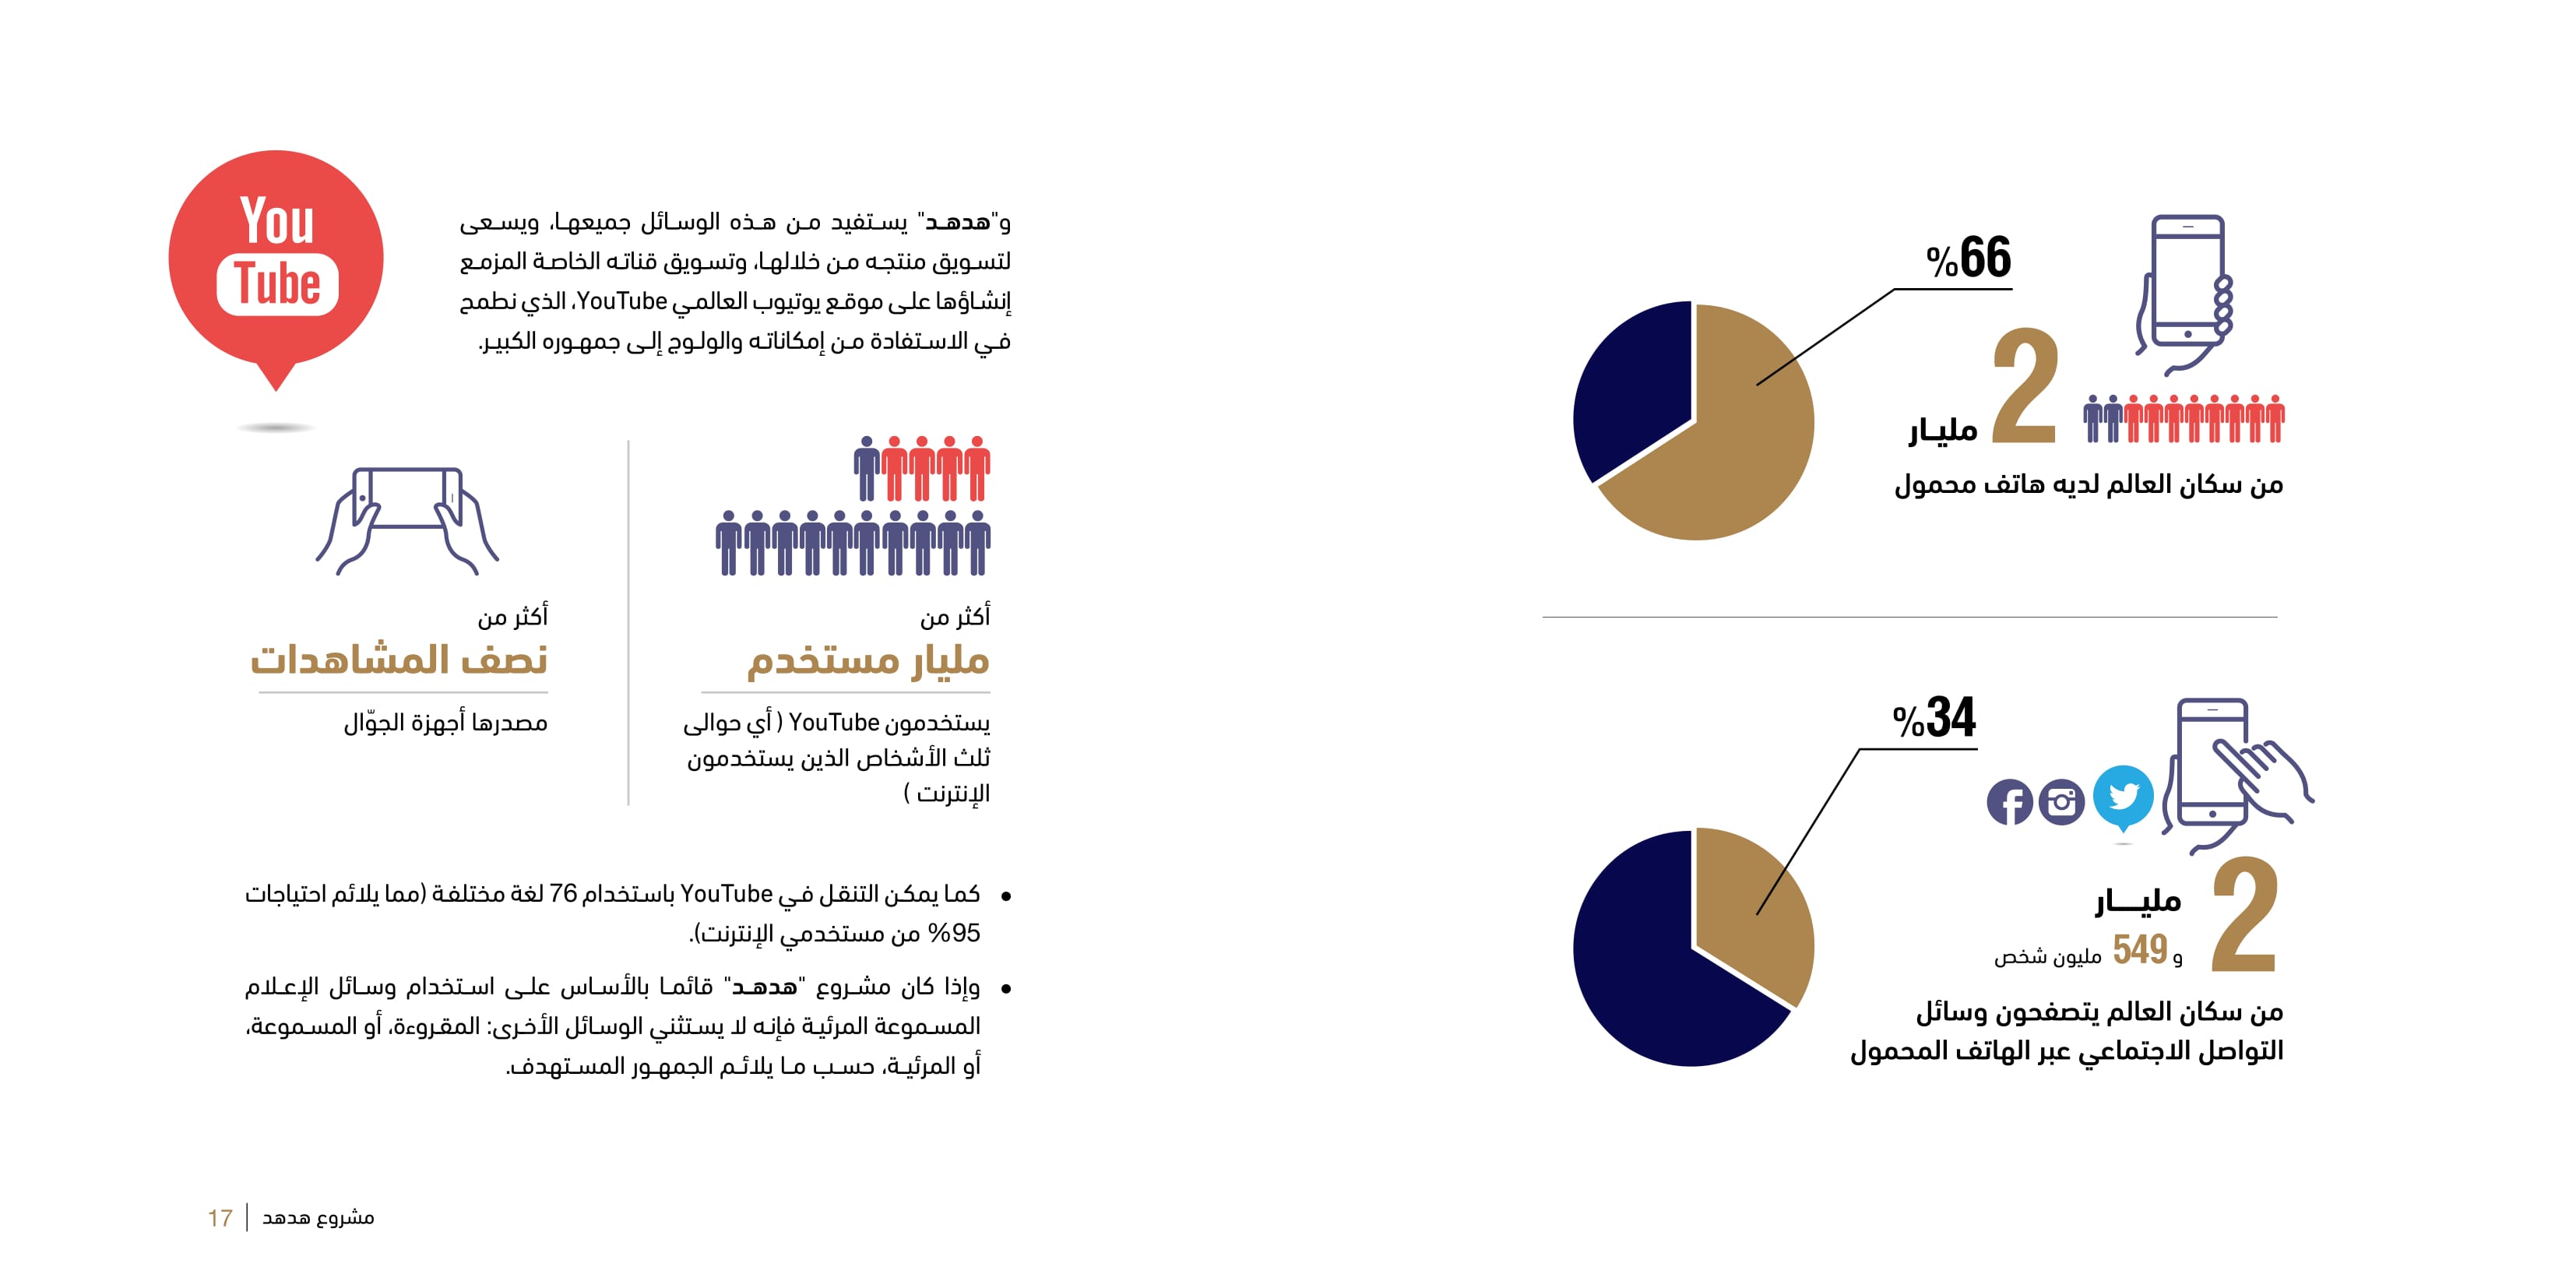 %66
2 مليار
من سكان العالم لديه هاتف محمول
%34
2 مليار
و 549 مليون شخص
من سكان العالم يتصفحون وسائل
التواصل الاجتماعي عبر الهاتف المحمول
You
Tube
و"هدهد" يستفيد من هذه الوسائل جميعها، ويسعى
لتسويق منتجه من خلالها، وتسويق قناته الخاصة المزمع
إنشاؤها على موقع يوتيوب العالمي YouTube، الذي نطمح
في الاستفادة من إمكاناته والولوج إلى جمهوره الكبير.
أكثر من
مليار مستخدم
يستخدمون YouTube ( أي حوالى
ثلث الأشخاص الذين يستخدمون
الإنترنت )
أكثر من
نصف المشاهدات
مصدرها أجهزة الجوّال
• كما يمكن التنقل في YouTube باستخدام 76 لغة مختلفة (مما يلائم احتياجات
95% من مستخدمي الإنترنت).
• وإذا كان مشروع "هدهد" قائما بالأساس على استخدام وسائل الإعلام
المسموعة المرئية فإنه لا يستثني الوسائل الأخرى: المقروءة، أو المسموعة،
أو المرئية، حسب ما يلائم الجمهور المستهدف.
مشروع هدهد | 17